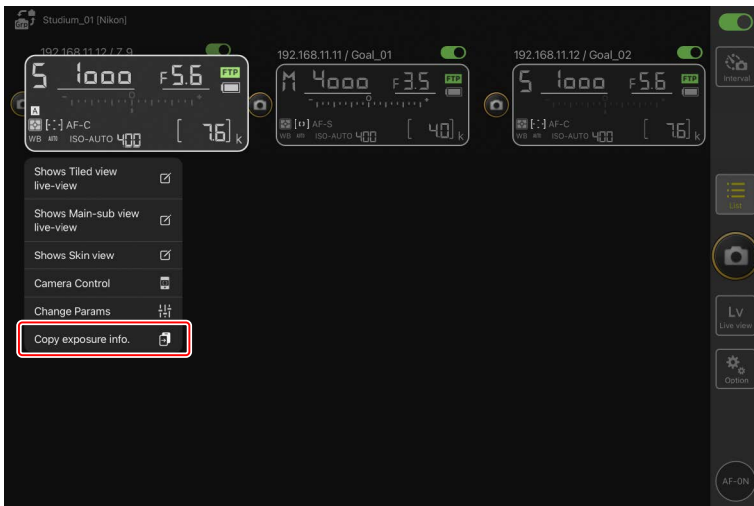 Studium_01 [Nikon]
192.168.11.12 / Z 9
192.168.11.11 / Goal_01
192.168.11.12 / Goal_02
S 1000 F5.6 FTP
A
AF-C
WB AUTO ISO-AUTO 400 [ 7.6] k
M 4000 F3.5 FTP
AF-S
WB AUTO ISO-AUTO 400 [ 4.0] k
S 1000 F5.6 FTP
AF-C
WB AUTO ISO-AUTO 400 [ 7.6] k
Shows Tiled view
live-view
Shows Main-sub view
live-view
Shows Skin view
Camera Control
Change Params
Copy exposure info.
Interval
List
Lv
Live view
Option
AF-ON